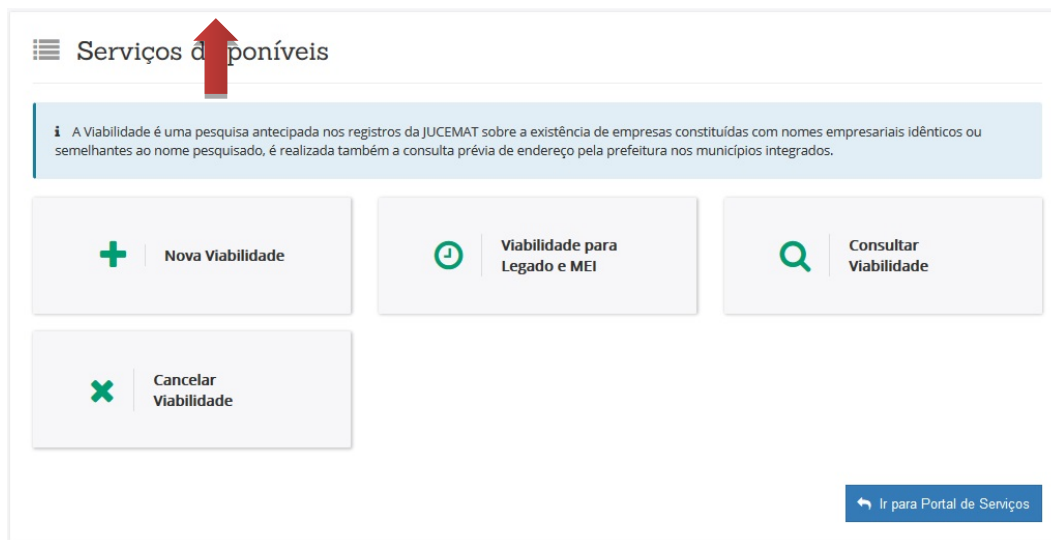 Serviços disponíveis
i A Viabilidade é uma pesquisa antecipada nos registros da JUCEMAT sobre a existência de empresas constituídas com nomes empresariais idênticos ou
semelhantes ao nome pesquisado, é realizada também a consulta prévia de endereço pela prefeitura nos municípios integrados.
Nova Viabilidade
Viabilidade para
Legado e MEI
Consultar
Viabilidade
Cancelar
Viabilidade
Ir para Portal de Serviços